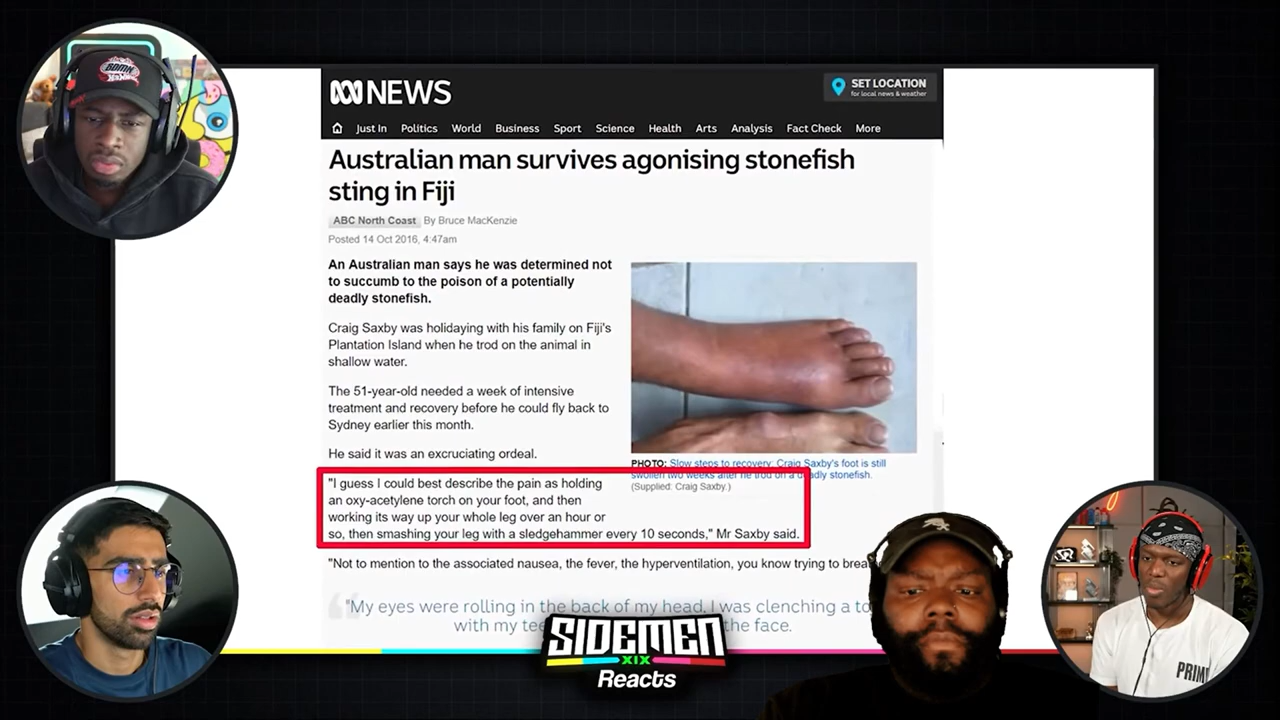 NEWS
SET LOCATION
for local news & weather
Just In Politics World Business Sport Science Health Arts Analysis Fact Check More
Australian man survives agonising stonefish
sting in Fiji
ABC North Coast By Bruce MacKenzie
Posted 14 Oct 2016, 4:47am
An Australian man says he was determined not
to succumb to the poison of a potentially
deadly stonefish.
Craig Saxby was holidaying with his family on Fiji's
Plantation Island when he trod on the animal in
shallow water.
The 51-year-old needed a week of intensive
treatment and recovery before he could fly back to
Sydney earlier this month.
He said it was an excruciating ordeal.
PHOTO: Slow steps to recovery: Craig Saxby's foot is still
swollen two weeks after he trod on a deadly stonefish.
(Supplied: Craig Saxby.)
"I guess I could best describe the pain as holding
an oxy-acetylene torch on your foot, and then
working its way up your whole leg over an hour or
so, then smashing your leg with a sledgehammer every 10 seconds," Mr Saxby said.
"Not to mention to the associated nausea, the fever, the hyperventilation, you know trying to
"My eyes were rolling in the back of my head, I was clenching a
with my the face.
SIDEMEN
XIX
Reacts